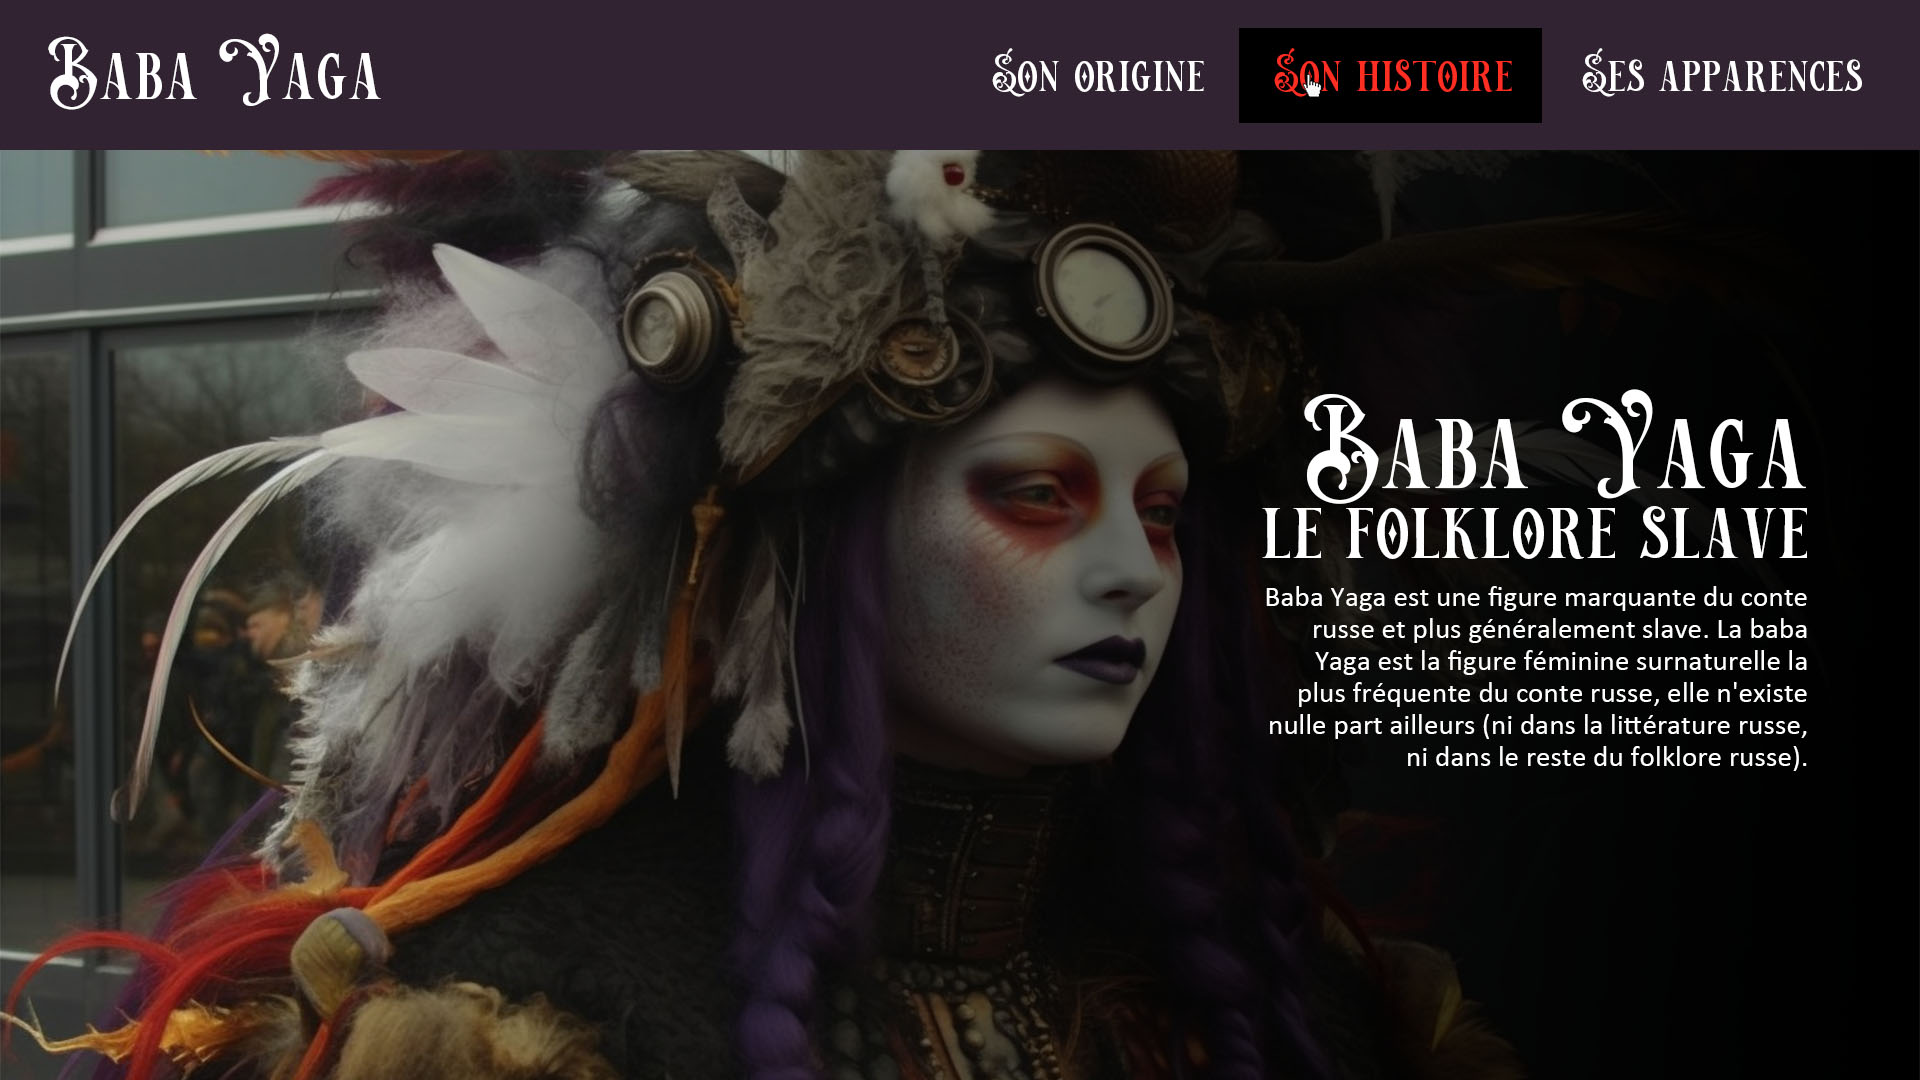 Baba Yaga
Son origine
Son histoire
Ses apparences
Baba Yaga
le folklore slave
Baba Yaga est une figure marquante du conte
russe et plus généralement slave. La baba
Yaga est la figure féminine surnaturelle la
plus fréquente du conte russe, elle n'existe
nulle part ailleurs (ni dans la littérature russe,
ni dans le reste du folklore russe).